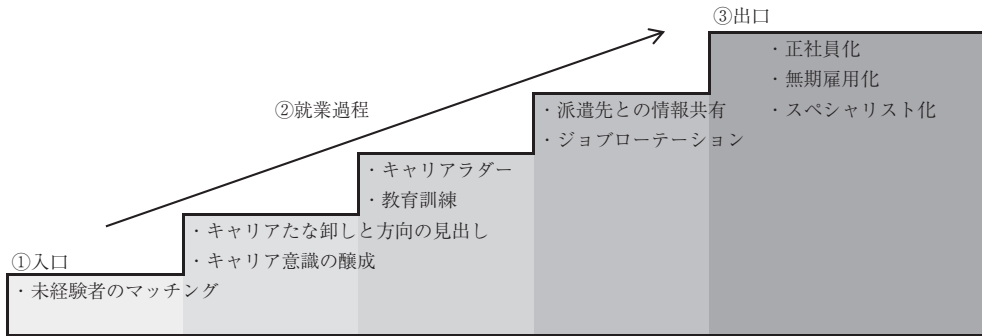 ①入口
・未経験者のマッチング
②就業過程
・キャリアたな卸しと方向の見出し
・キャリア意識の醸成
・キャリアラダー
・教育訓練
・派遣先との情報共有
・ジョブローテーション
③出口
・正社員化
・無期雇用化
・スペシャリスト化